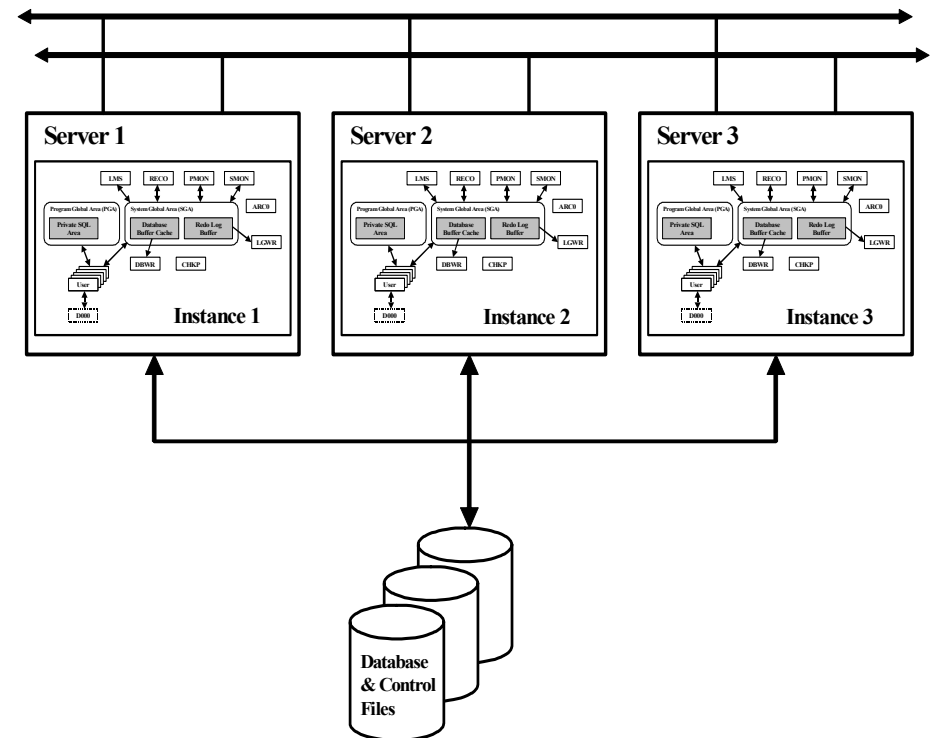 Server 1
LMS
RECO
PMON
SMON
ARC0
Program Global Area (PGA)
System Global Area (SGA)
Private SQL
Area
Database
Buffer Cache
Redo Log
Buffer
LGWR
DBWR
CHKP
User
D000
Instance 1
Server 2
LMS
RECO
PMON
SMON
ARC0
Program Global Area (PGA)
System Global Area (SGA)
Private SQL
Area
Database
Buffer Cache
Redo Log
Buffer
LGWR
DBWR
CHKP
User
D000
Instance 2
Server 3
LMS
RECO
PMON
SMON
ARC0
Program Global Area (PGA)
System Global Area (SGA)
Private SQL
Area
Database
Buffer Cache
Redo Log
Buffer
LGWR
DBWR
CHKP
User
D000
Instance 3
Database
& Control
Files